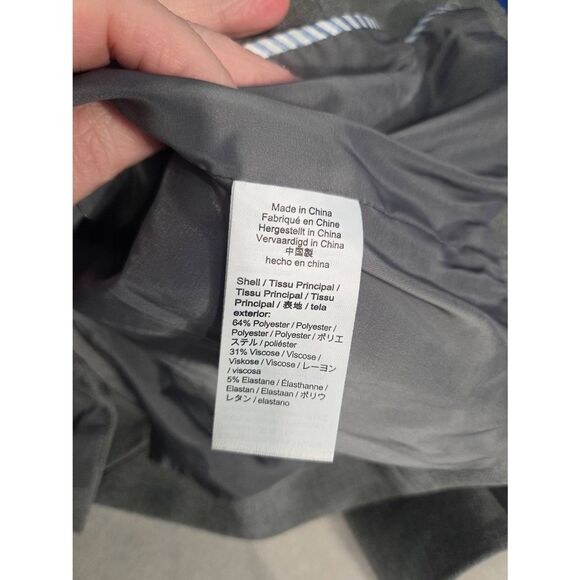 Made in China
Fabriqué en Chine
Hergestellt in China
Vervaardigd in China
中国製
hecho en china
Shell / Tissu Principal /
Tissu Principal / Tissu
Principal / 表地 / tela
exterior:
64% Polyester / Polyester /
Polyester / Polyester / ポリエ
ステル / poliéster
31% Viscose / Viscose /
Viskose / Viscose / レーヨン
/ viscosa
5% Elastane / Élasthanne /
Elastan / Elastaan / ポリウ
レタン / elastano